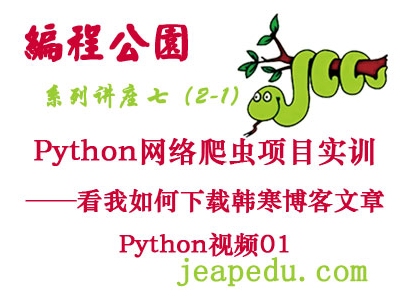 编程公园
系列讲座七（2-1）
Python网络爬虫项目实训
——看我如何下载韩寒博客文章
Python视频01
jeapedu.com